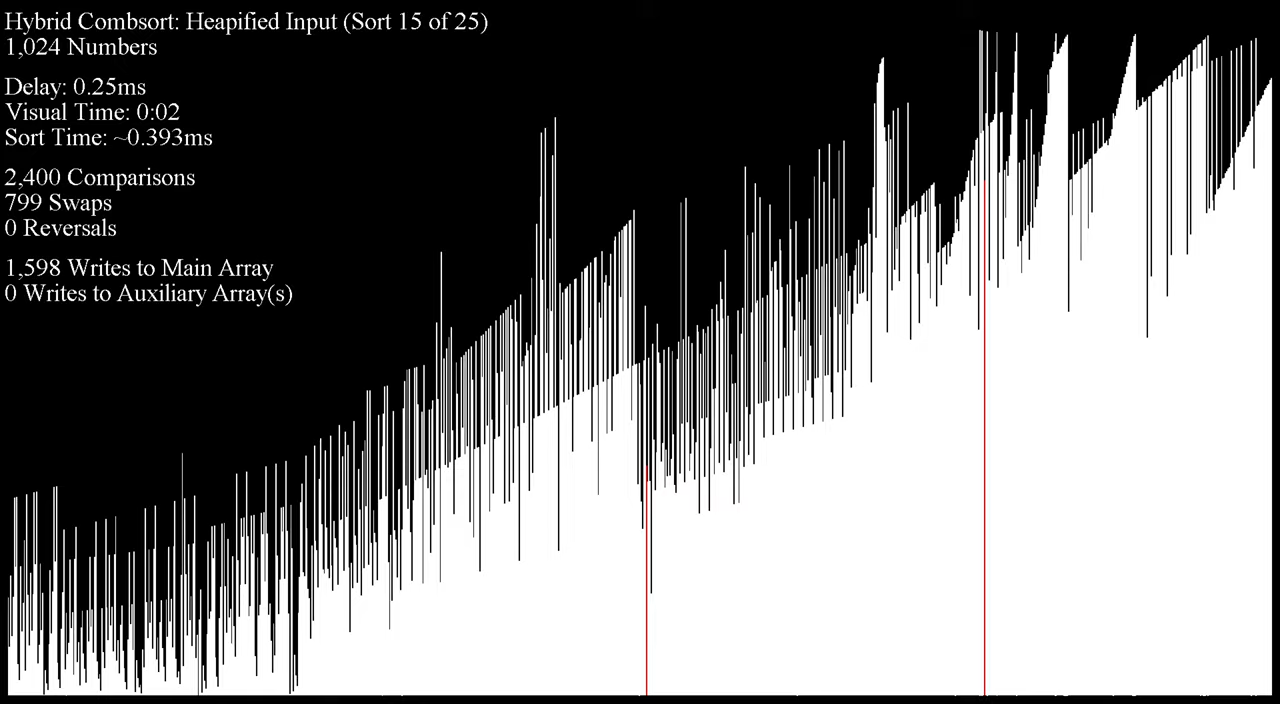 Hybrid Combsort: Heapified Input (Sort 15 of 25)
1,024 Numbers
Delay: 0.25ms
Visual Time: 0:02
Sort Time: ~0.393ms
2,400 Comparisons
799 Swaps
0 Reversals
1,598 Writes to Main Array
0 Writes to Auxiliary Array(s)